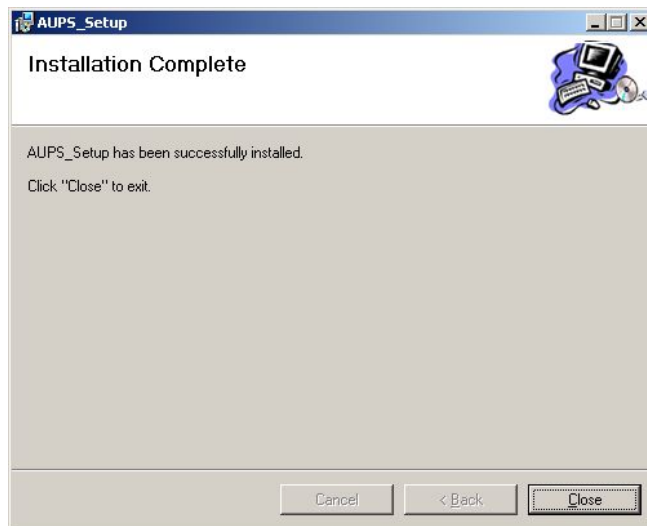 AUPS_Setup
Installation Complete
AUPS_Setup has been successfully installed.
Click "Close" to exit.
Cancel
< Back
Close